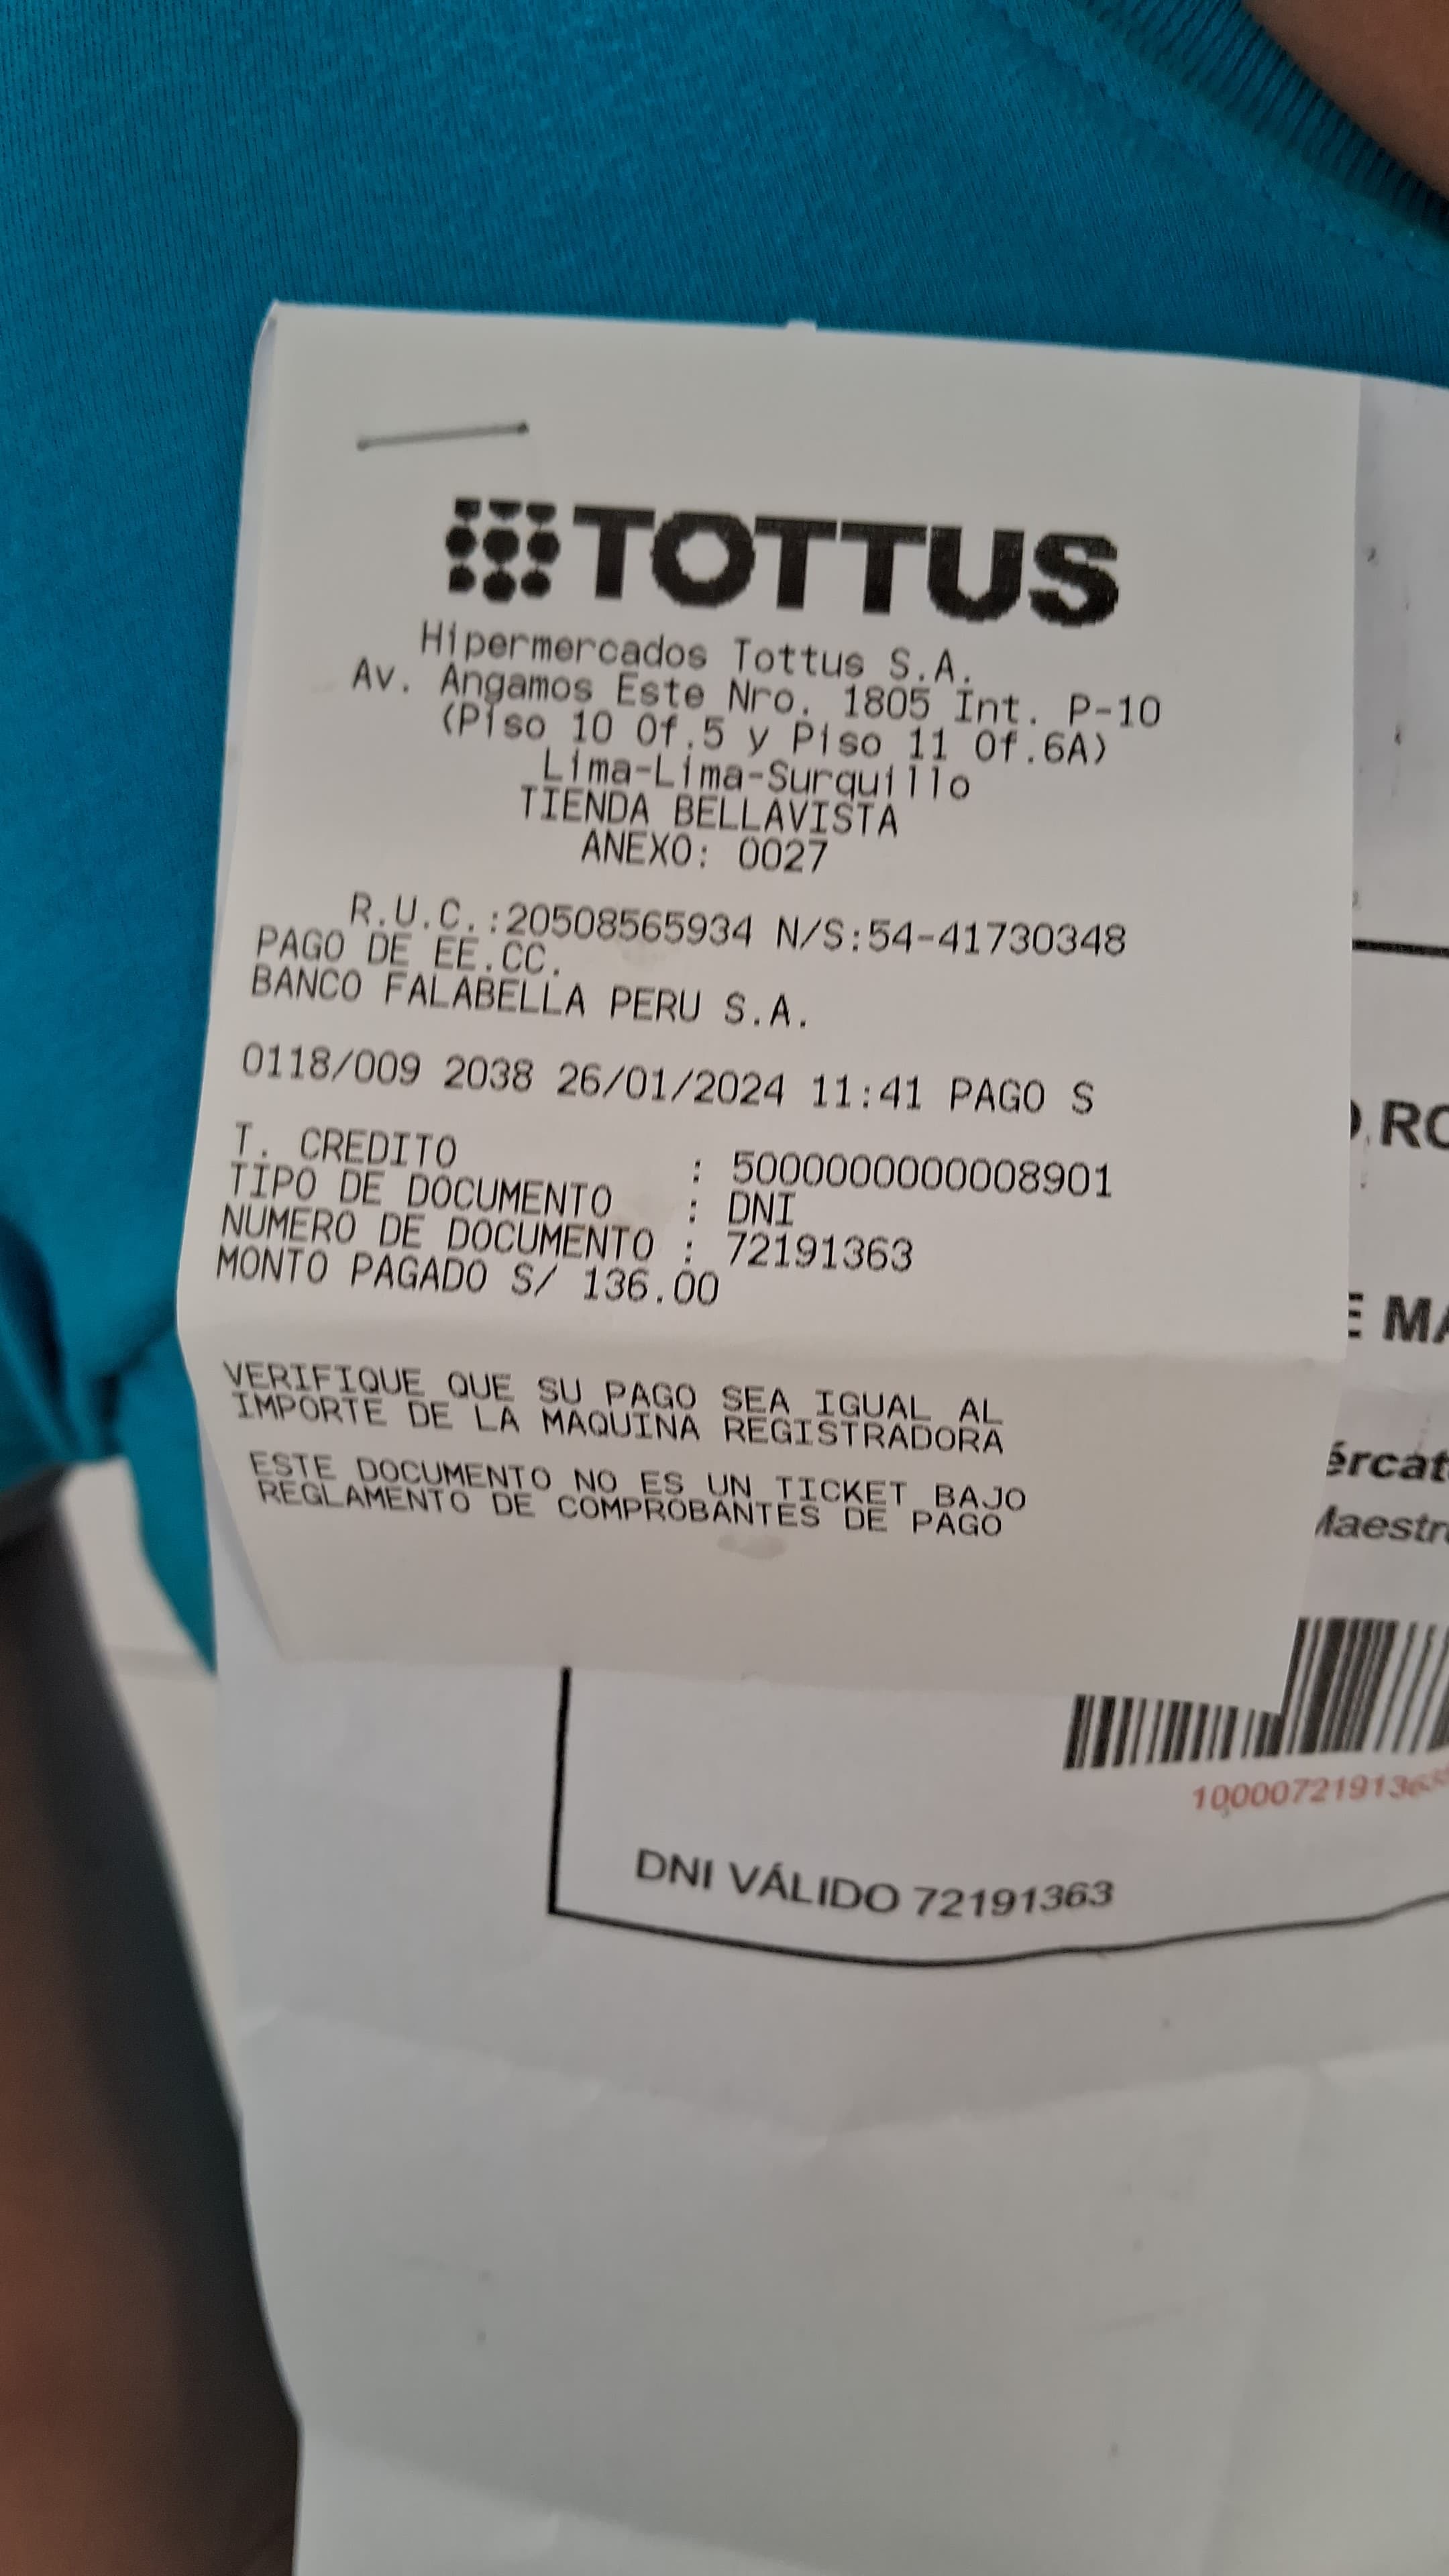 TOTTUS
Hipermercados Tottus S.A.
Av. Angamos Este Nro. 1805 Int. P-10
(Piso 10 Of.5 y Piso 11 Of.6A)
Lima-Lima-Surquillo
TIENDA BELLAVISTA
ANEXO: 0027
R.U.C.:20508565934 N/S:54-41730348
PAGO DE EE.CC.
BANCO FALABELLA PERU S.A.
0118/009 2038 26/01/2024 11:41 PAGO S
T. CREDITO : 5000000000008901
TIPO DE DOCUMENTO : DNI
NUMERO DE DOCUMENTO : 72191363
MONTO PAGADO S/ 136.00
VERIFIQUE QUE SU PAGO SEA IGUAL AL
IMPORTE DE LA MAQUINA REGISTRADORA
ESTE DOCUMENTO NO ES UN TICKET BAJO
REGLAMENTO DE COMPROBANTES DE PAGO
RO
E MA
ércat
Maestr
DNI VÁLIDO 72191363